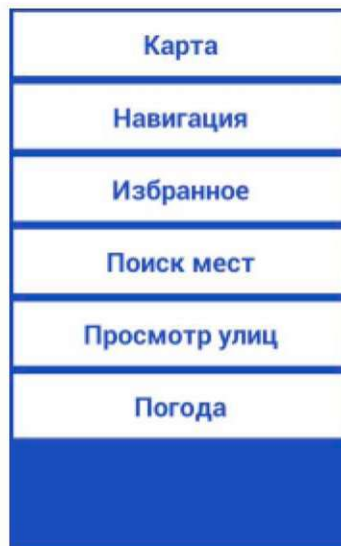 Карта
Навигация
Избранное
Поиск мест
Просмотр улиц
Погода